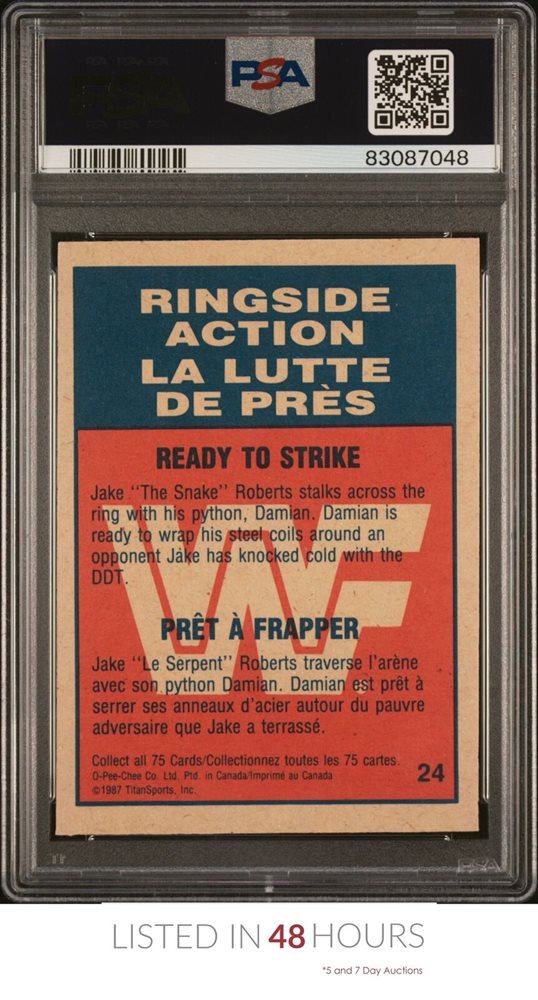 PSA
83087048
RINGSIDE
ACTION
LA LUTTE
DE PRÈS
READY TO STRIKE
Jake "The Snake" Roberts stalks across the
ring with his python, Damian. Damian is
ready to wrap his steel coils around an
opponent Jake has knocked cold with the
DDT.
PRÊT À FRAPPER
Jake "Le Serpent" Roberts traverse l'arène
avec son python Damian. Damian est prêt à
serrer ses anneaux d'acier autour du pauvre
adversaire que Jake a terrassé.
Collect all 75 Cards/Collectionnez toutes les 75 cartes.
O-Pee-Chee Co. Ltd. Ptd. in Canada/Imprimé au Canada
©1987 TitanSports, Inc.
24
PSA
LISTED IN 48 HOURS
*5 and 7 Day Auctions